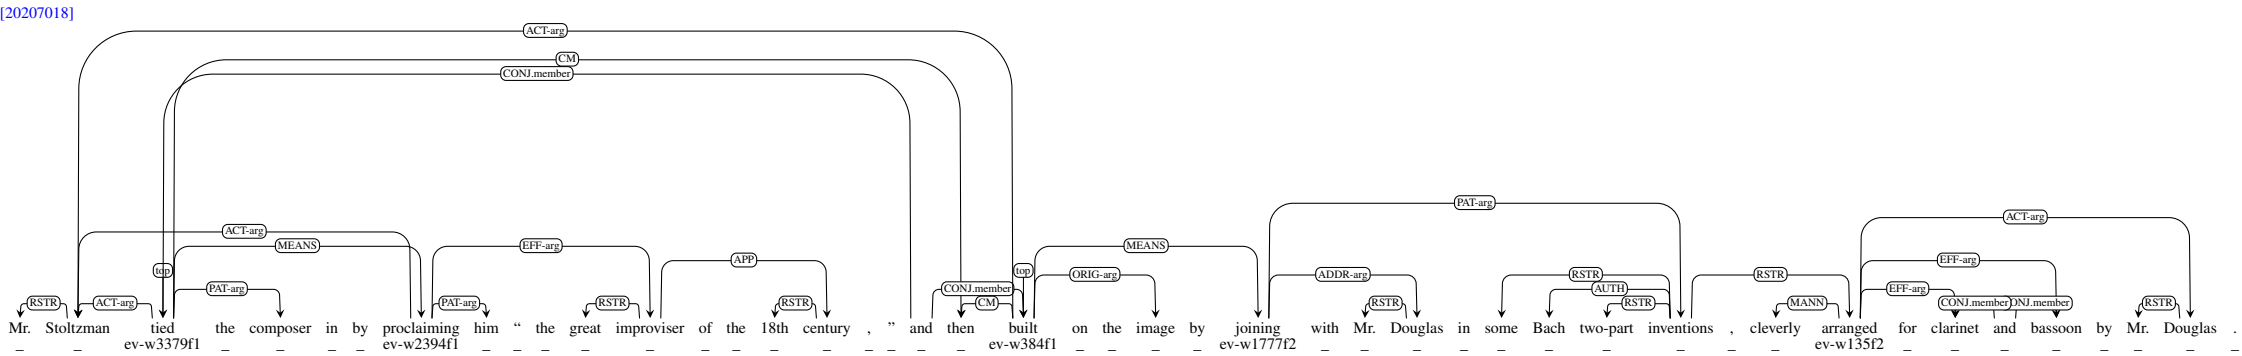 [20207018]
ACT-arg
CM
CONJ.member
PAT-arg
ACT-arg ACT-arg
MEANS EFF-arg MEANS
APP EFF-arg
top top ORIG-arg ADDR-arg RSTR RSTR
PAT-arg CONJ.member AUTH EFF-arg
RSTR ACT-arg PAT-arg RSTR RSTR CM RSTR RSTR MANN CONJ.member ONJ.member RSTR
Mr. Stoltzman tied the composer in by proclaiming him “ the great improviser of the 18th century , ” and then built on the image by joining with Mr. Douglas in some Bach two-part inventions , cleverly arranged for clarinet and bassoon by Mr. Douglas .
ev-w3379f1 ev-w2394f1 ev-w384f1 ev-w1777f2 ev-w135f2
_ _ _ _ _ _ _ _ _ _ _ _ _ _ _ _ _ _ _ _ _ _ _ _ _ _ _ _ _ _ _ _ _ _ _ _ _ _ _ _